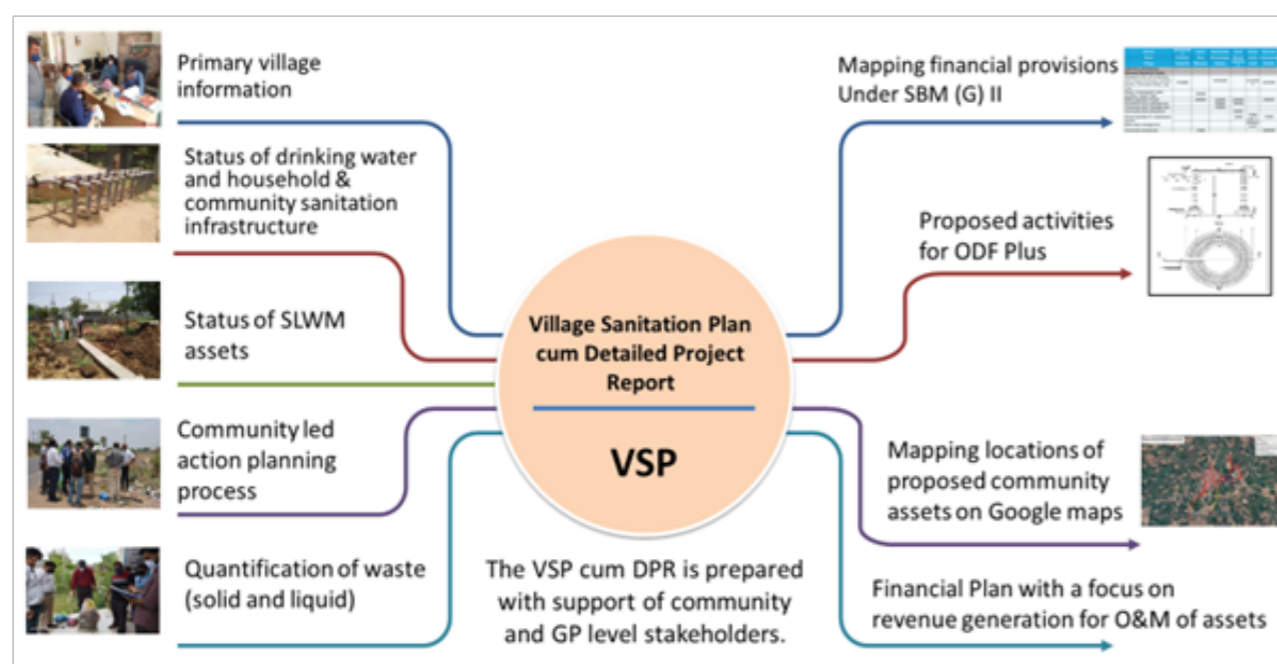 Primary village
information
Status of drinking water
and household &
community sanitation
infrastructure
Status of SLWM
assets
Community led
action planning
process
Quantification of waste
(solid and liquid)
Village Sanitation Plan
cum Detailed Project
Report
VSP
The VSP cum DPR is prepared
with support of community
and GP level stakeholders.
Mapping financial provisions
Under SBM (G) II
Proposed activities
for ODF Plus
Mapping locations of
proposed community
assets on Google maps
Financial Plan with a focus on
revenue generation for O&M of assets